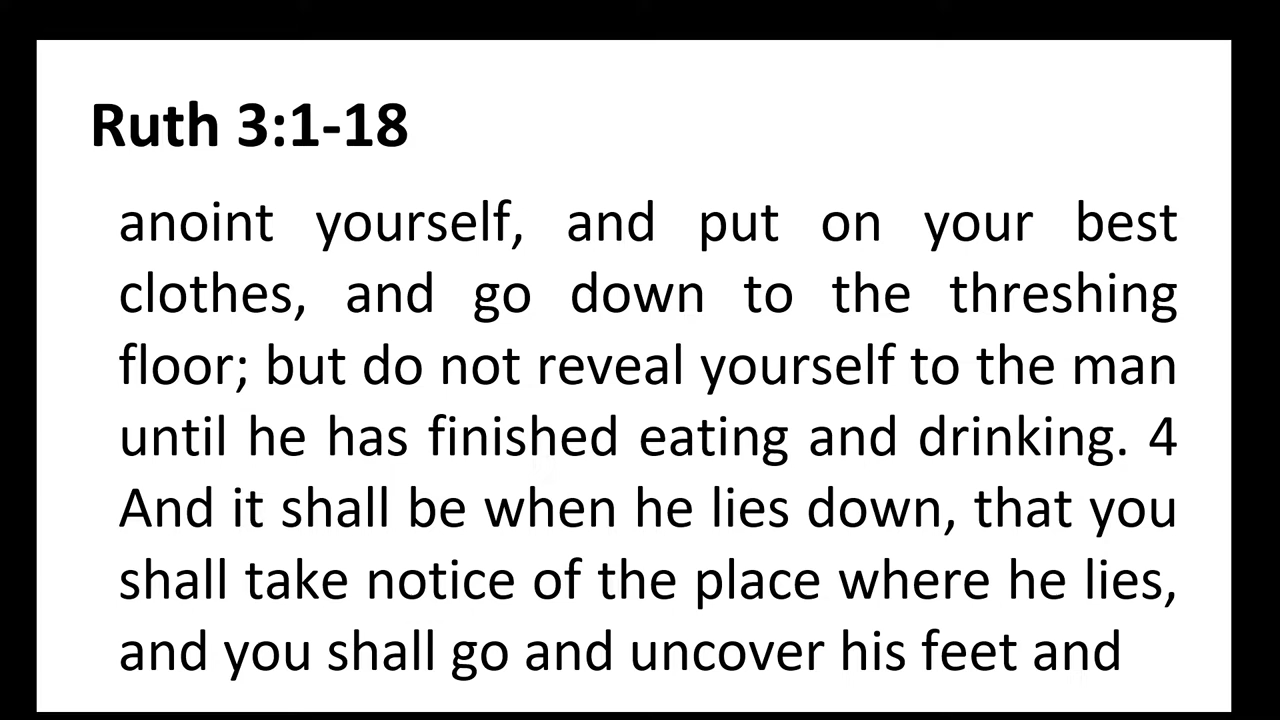 Ruth 3:1-18
anoint yourself, and put on your best
clothes, and go down to the threshing
floor; but do not reveal yourself to the man
until he has finished eating and drinking. 4
And it shall be when he lies down, that you
shall take notice of the place where he lies,
and you shall go and uncover his feet and